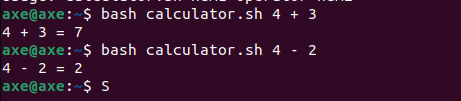 axe@axe:~$ bash calculator.sh 4 + 3
4 + 3 = 7
axe@axe:~$ bash calculator.sh 4 - 2
4 - 2 = 2
axe@axe:~$ S